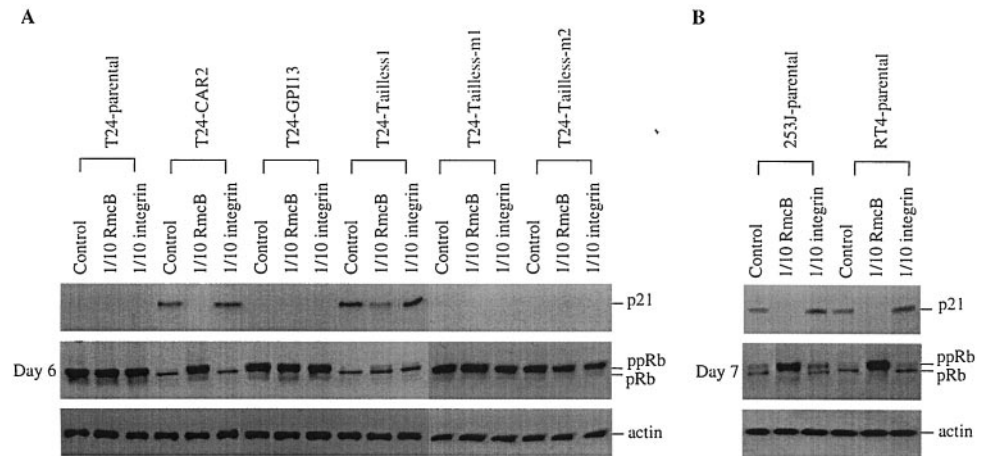 A
B
T24-parental
T24-CAR2
T24-GPI13
T24-Tailless1
T24-Tailless-m1
T24-Tailless-m2
253J-parental
RT4-parental
Control
1/10 RmcB
1/10 integrin
Control
1/10 RmcB
1/10 integrin
Control
1/10 RmcB
1/10 integrin
Control
1/10 RmcB
1/10 integrin
Control
1/10 RmcB
1/10 integrin
Control
1/10 RmcB
1/10 integrin
Control
1/10 RmcB
1/10 integrin
Control
1/10 RmcB
1/10 integrin
p21
p21
Day 6
ppRb
pRb
Day 7
ppRb
pRb
actin
actin